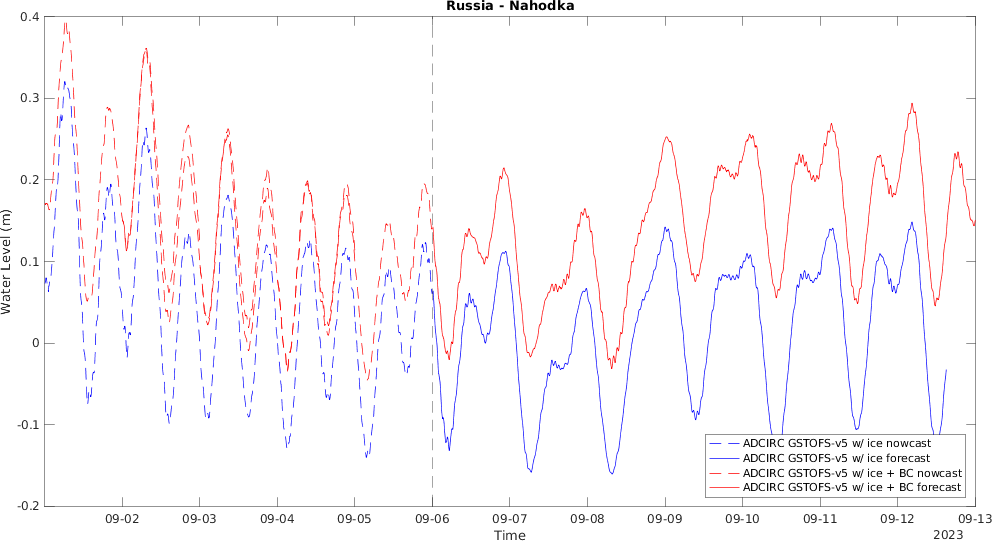 Russia - Nahodka
Water Level (m)
0.4
0.3
0.2
0.1
0
-0.1
-0.2
09-02 09-03 09-04 09-05 09-06 09-07 09-08 09-09 09-10 09-11 09-12 09-13
Time
2023
ADCIRC GSTOFS-v5 w/ ice nowcast
ADCIRC GSTOFS-v5 w/ ice forecast
ADCIRC GSTOFS-v5 w/ ice + BC nowcast
ADCIRC GSTOFS-v5 w/ ice + BC forecast